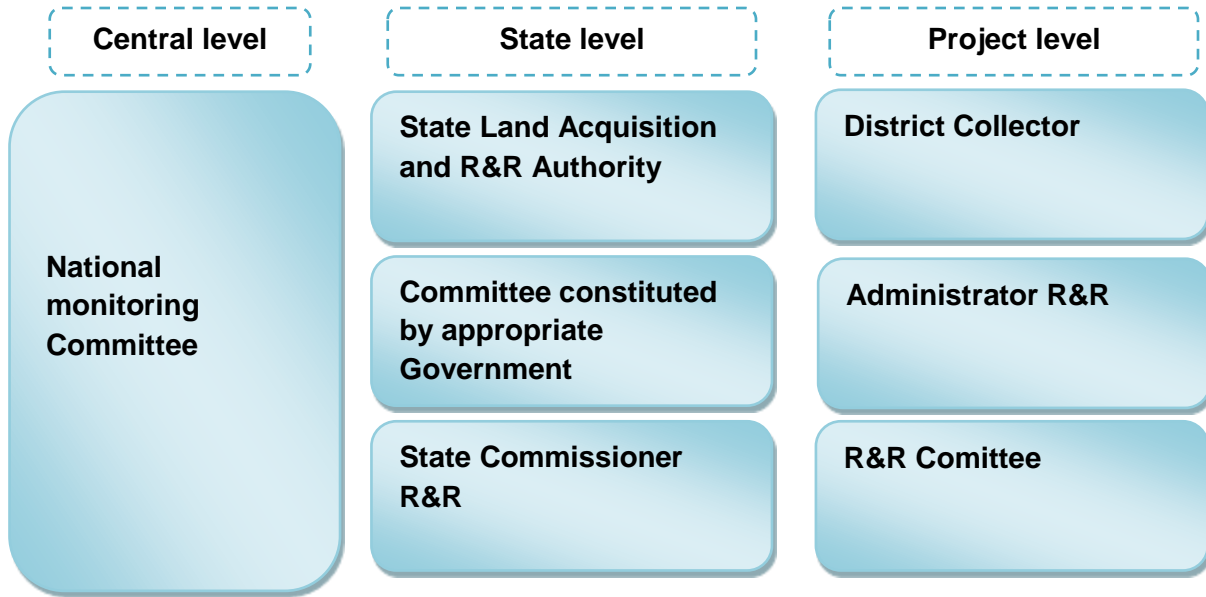 Central level
State level
Project level
National
monitoring
Committee
State Land Acquisition
and R&R Authority
Committee constituted
by appropriate
Government
State Commissioner
R&R
District Collector
Administrator R&R
R&R Comittee